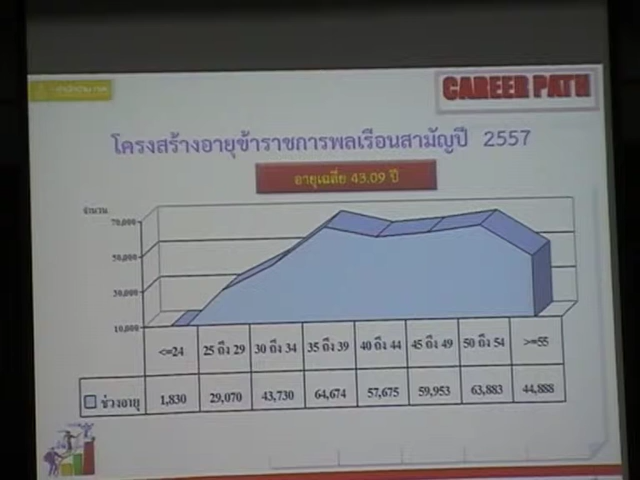 CAREER PATH
โครงสร้างอายุข้าราชการพลเรือนสามัญปี 2557
อายุเฉลี่ย 43.09 ปี
จำนวน
70,000
50,000
30,000
10,000
<=24 25 ถึง 29 30 ถึง 34 35 ถึง 39 40 ถึง 44 45 ถึง 49 50 ถึง 54 >=55
ช่วงอายุ 1,830 29,070 43,730 64,674 57,675 59,953 63,883 44,888